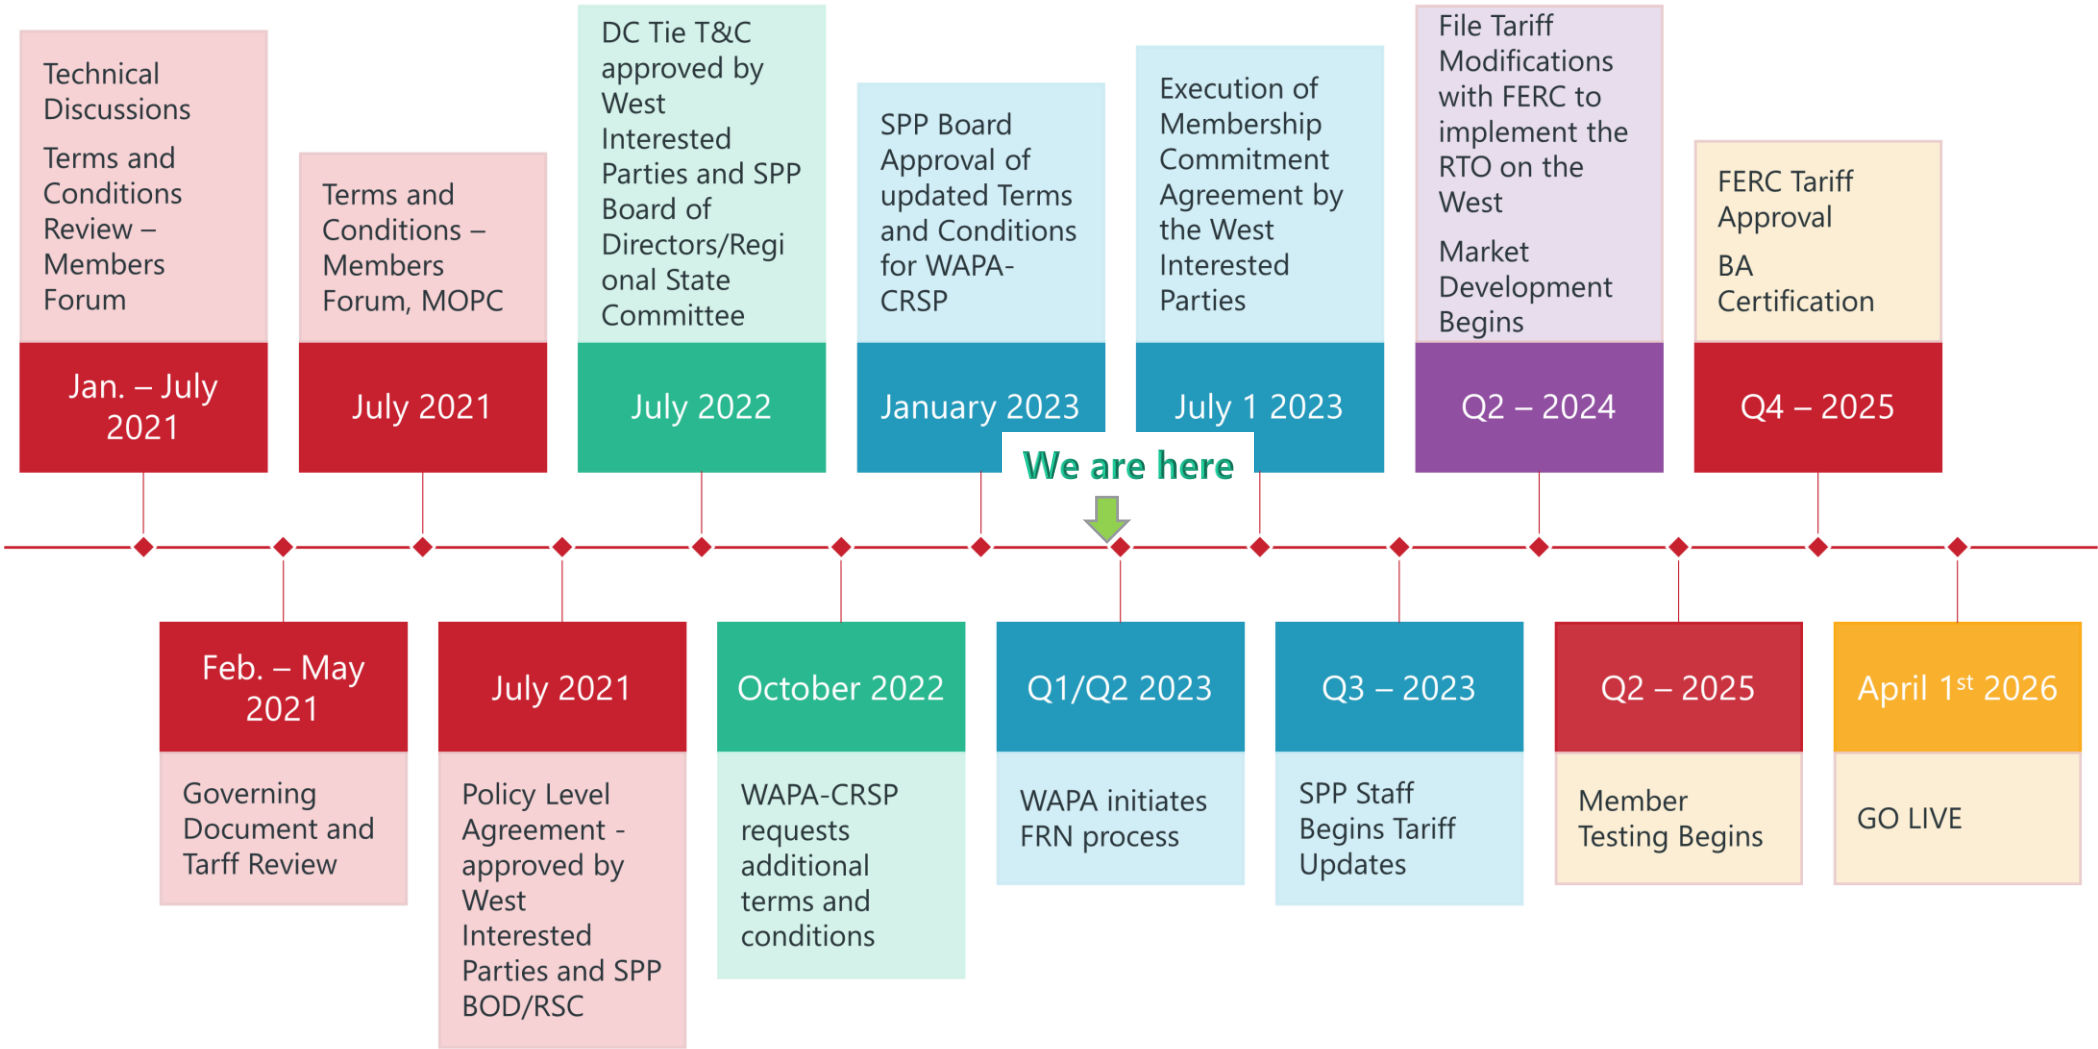 Technical
Discussions
Terms and
Conditions
Review –
Members
Forum
Jan. – July
2021
Terms and
Conditions –
Members
Forum, MOPC
July 2021
DC Tie T&C
approved by
West
Interested
Parties and SPP
Board of
Directors/Regi
onal State
Committee
July 2022
SPP Board
Approval of
updated Terms
and Conditions
for WAPA-
CRSP
January 2023
Execution of
Membership
Commitment
Agreement by
the West
Interested
Parties
July 1 2023
File Tariff
Modifications
with FERC to
implement the
RTO on the
West
Market
Development
Begins
Q2 – 2024
FERC Tariff
Approval
BA
Certification
Q4 – 2025
We are here
Feb. – May
2021
Governing
Document and
Tarff Review
July 2021
Policy Level
Agreement -
approved by
West
Interested
Parties and SPP
BOD/RSC
October 2022
WAPA-CRSP
requests
additional
terms and
conditions
Q1/Q2 2023
WAPA initiates
FRN process
Q3 – 2023
SPP Staff
Begins Tariff
Updates
Q2 – 2025
Member
Testing Begins
April 1st 2026
GO LIVE